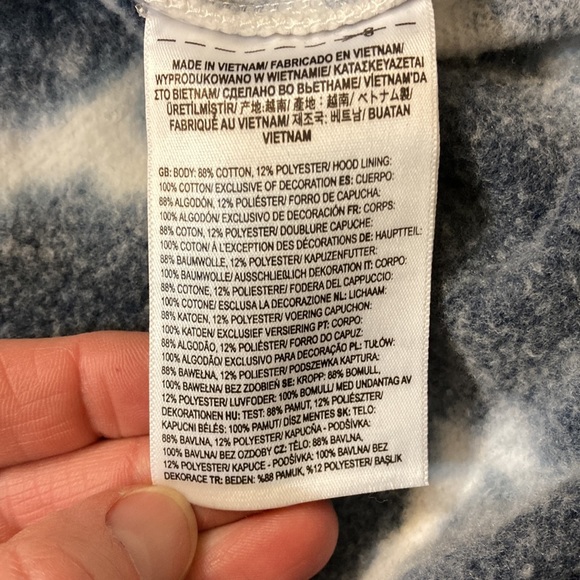 MADE IN VIETNAM/ FABRICADO EN VIETNAM/
WYPRODUKOWANO W WIETNAMIE/ ΚΑΤΑΣΚΕΥΑΖΕΤΑΙ
ΣΤΟ ΒΙΕΤΝΑΜ/ СДЕЛАНО ВО ВЬЕТНАМЕ/ VİETNAM'DA
ÜRETİLMİŞTİR/ 产地:越南/ 產地:越南/ ベトナム製/
FABRIQUÉ AU VIETNAM/ 제조국: 베트남/ BUATAN
VIETNAM
GB: BODY: 88% COTTON, 12% POLYESTER/ HOOD LINING:
100% COTTON/ EXCLUSIVE OF DECORATION ES: CUERPO:
88% ALGODÓN, 12% POLIÉSTER/ FORRO DE CAPUCHA:
100% ALGODÓN/ EXCLUSIVO DE DECORACIÓN FR: CORPS:
88% COTON, 12% POLYESTER/ DOUBLURE CAPUCHE:
100% COTON/ À L'EXCEPTION DES DÉCORATIONS DE: HAUPTTEIL:
88% BAUMWOLLE, 12% POLYESTER/ KAPUZENFUTTER:
100% BAUMWOLLE/ AUSSCHLIEßLICH DEKORATION IT: CORPO:
88% COTONE, 12% POLIESTERE/ FODERA DEL CAPPUCCIO:
100% COTONE/ ESCLUSA LA DECORAZIONE NL: LICHAAM:
88% KATOEN, 12% POLYESTER/ VOERING CAPUCHON:
100% KATOEN/ EXCLUSIEF VERSIERING PT: CORPO:
88% ALGODÃO, 12% POLIÉSTER/ FORRO DO CAPUZ:
100% ALGODÃO/ EXCLUSIVO PARA DECORAÇÃO PL: TUŁÓW:
88% BAWEŁNA, 12% POLIESTER/ PODSZEWKA KAPTURA:
100% BAWEŁNA/ BEZ ZDOBIEŃ SE: KROPP: 88% BOMULL,
12% POLYESTER/ LUVFODER: 100% BOMULL/ MED UNDANTAG AV
DEKORATIONEN HU: TEST: 88% PAMUT, 12% POLIÉSZTER/
KAPUCNI BÉLÉS: 100% PAMUT/ DÍSZ MENTES SK: TELO:
88% BAVLNA, 12% POLYESTER/ KAPUCŇA - PODŠÍVKA:
100% BAVLNA/ BEZ OZDOBY CZ: TĚLO: 88% BAVLNA,
12% POLYESTER/ KAPUCE - PODŠÍVKA: 100% BAVLNA/ BEZ
DEKORACE TR: BEDEN: %88 PAMUK, %12 POLYESTER/ BAŞLIK